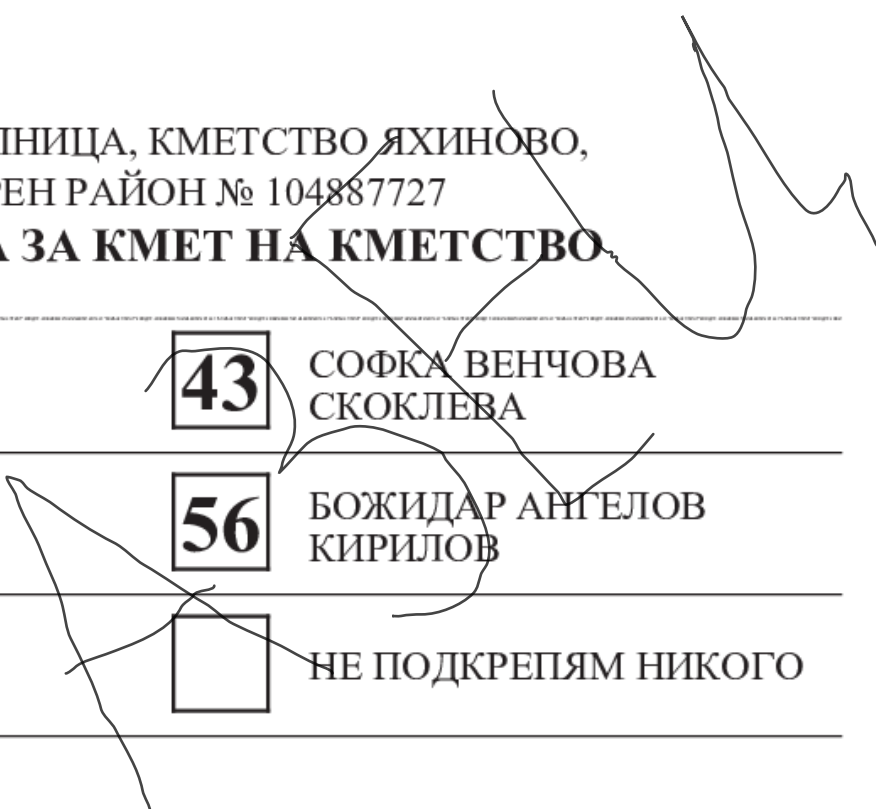 ПНИЦА, КМЕТСТВО ЯХИНОВО,
РЕН РАЙОН № 104887727
А ЗА КМЕТ НА КМЕТСТВО
43 СОФКА ВЕНЧОВА
СКОКЛЕВА
56 БОЖИДАР АНГЕЛОВ
КИРИЛОВ
НЕ ПОДКРЕПЯМ НИКОГО